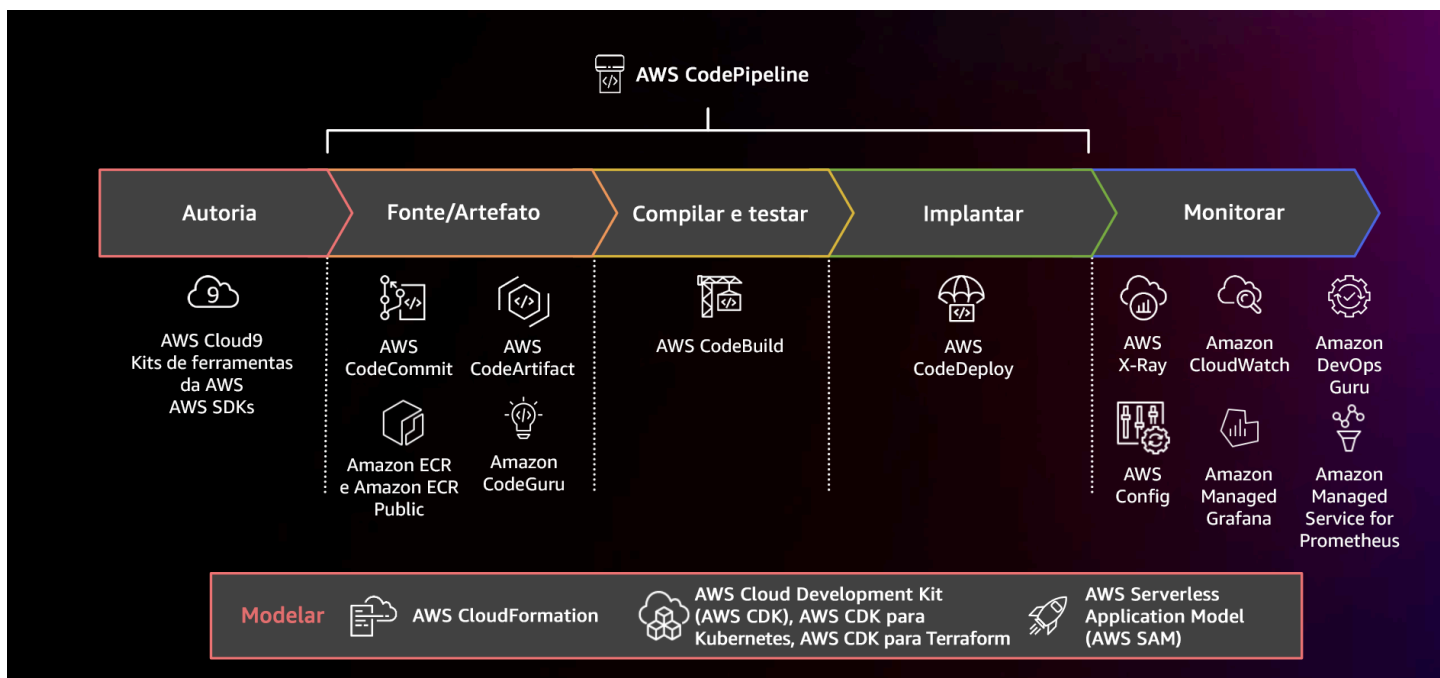 AWS CodePipeline
Autoria
Fonte/Artefato
Compilar e testar
Implantar
Monitorar
9
AWS Cloud9
Kits de ferramentas
da AWS
AWS SDKs
AWS
CodeCommit
AWS
CodeArtifact
Amazon ECR
e Amazon ECR
Public
Amazon
CodeGuru
AWS CodeBuild
AWS
CodeDeploy
AWS
X-Ray
Amazon
CloudWatch
Amazon
DevOps
Guru
AWS
Config
Amazon
Managed
Grafana
Amazon
Managed
Service for
Prometheus
Modelar
AWS CloudFormation
AWS Cloud Development Kit
(AWS CDK), AWS CDK para
Kubernetes, AWS CDK para Terraform
AWS Serverless
Application Model
(AWS SAM)